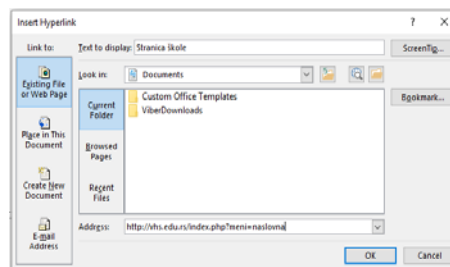 Insert Hyperlink
? X
Link to:
Text to display: Stranica škole
ScreenTip...
Existing File
or Web Page
Look in: Documents
Bookmark...
Current
Folder
Custom Office Templates
ViberDownloads
Place in This
Document
Browsed
Pages
Create New
Document
Recent
Files
E-mail
Address
Address: http://vhs.edu.rs/index.php?meni=naslovna
OK
Cancel